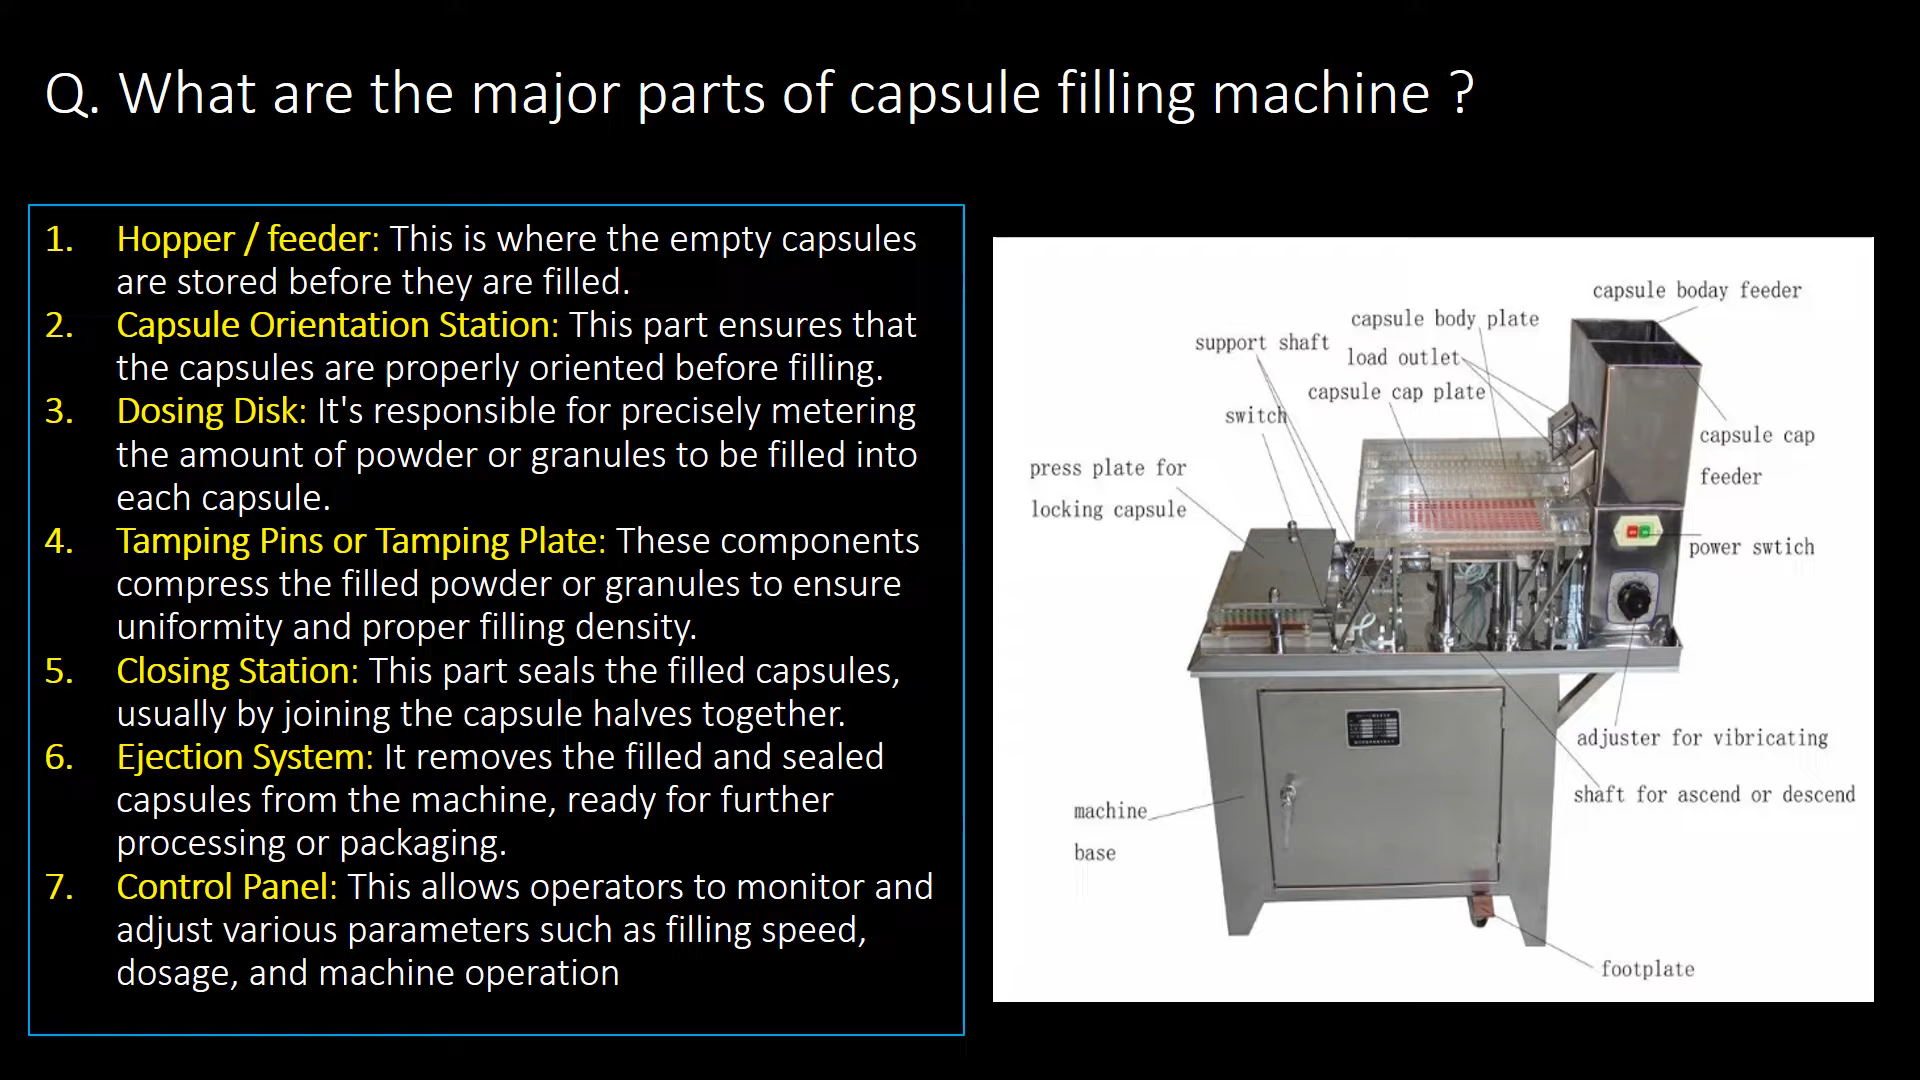 Q. What are the major parts of capsule filling machine ?
1. Hopper / feeder: This is where the empty capsules
are stored before they are filled.
2. Capsule Orientation Station: This part ensures that
the capsules are properly oriented before filling.
3. Dosing Disk: It's responsible for precisely metering
the amount of powder or granules to be filled into
each capsule.
4. Tamping Pins or Tamping Plate: These components
compress the filled powder or granules to ensure
uniformity and proper filling density.
5. Closing Station: This part seals the filled capsules,
usually by joining the capsule halves together.
6. Ejection System: It removes the filled and sealed
capsules from the machine, ready for further
processing or packaging.
7. Control Panel: This allows operators to monitor and
adjust various parameters such as filling speed,
dosage, and machine operation
capsule boday feeder
capsule body plate
support shaft
load outlet
capsule cap plate
switch
capsule cap
feeder
press plate for
locking capsule
power swtich
adjuster for vibricating
shaft for ascend or descend
machine
base
footplate